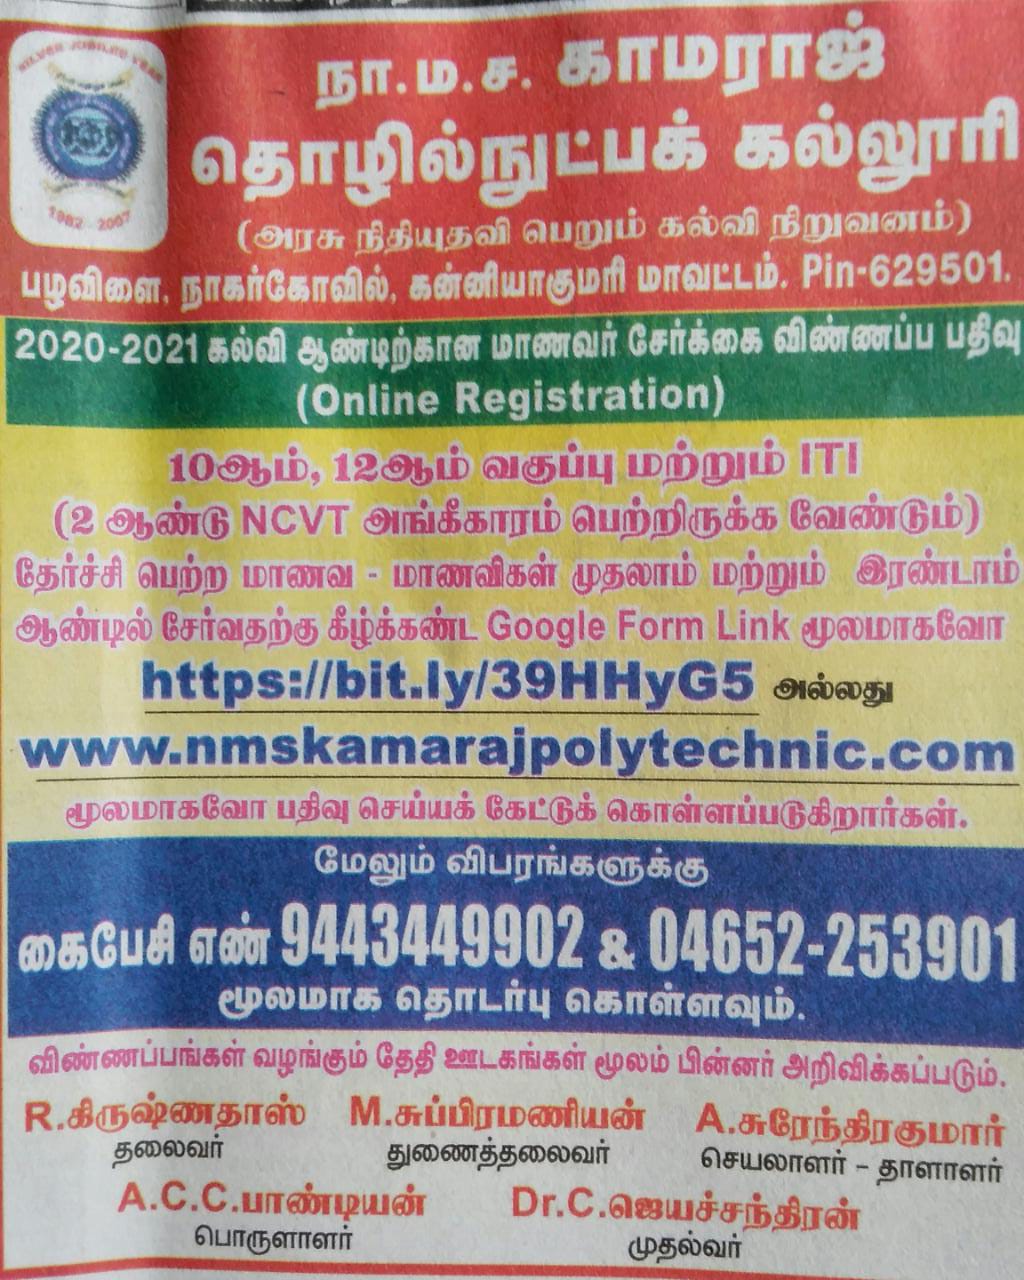 SILVER JUBILEE YEAR
1982 - 2007
நா.ம.ச. காமராஜ்
தொழில்நுட்பக் கல்லூரி
(அரசு நிதியுதவி பெறும் கல்வி நிறுவனம்)
பழவிளை, நாகர்கோவில், கன்னியாகுமரி மாவட்டம். Pin-629501.
2020-2021 கல்வி ஆண்டிற்கான மாணவர் சேர்க்கை விண்ணப்ப பதிவு
(Online Registration)
10ஆம், 12ஆம் வகுப்பு மற்றும் ITI
(2 ஆண்டு NCVT அங்கீகாரம் பெற்றிருக்க வேண்டும்)
தேர்ச்சி பெற்ற மாணவ - மாணவிகள் முதலாம் மற்றும் இரண்டாம்
ஆண்டில் சேர்வதற்கு கீழ்க்கண்ட Google Form Link மூலமாகவோ
https://bit.ly/39HHyG5 அல்லது
www.nmskamarajpolytechnic.com
மூலமாகவோ பதிவு செய்யக் கேட்டுக் கொள்ளப்படுகிறார்கள்.
மேலும் விபரங்களுக்கு
கைபேசி எண் 9443449902 & 04652-253901
மூலமாக தொடர்பு கொள்ளவும்.
விண்ணப்பங்கள் வழங்கும் தேதி ஊடகங்கள் மூலம் பின்னர் அறிவிக்கப்படும்.
R.கிருஷ்ணதாஸ் M.சுப்பிரமணியன் A.சுரேந்திரகுமார்
தலைவர் துணைத்தலைவர் செயலாளர் – தாளாளர்
A.C.C.பாண்டியன் Dr.C.ஜெயச்சந்திரன்
பொருளாளர் முதல்வர்